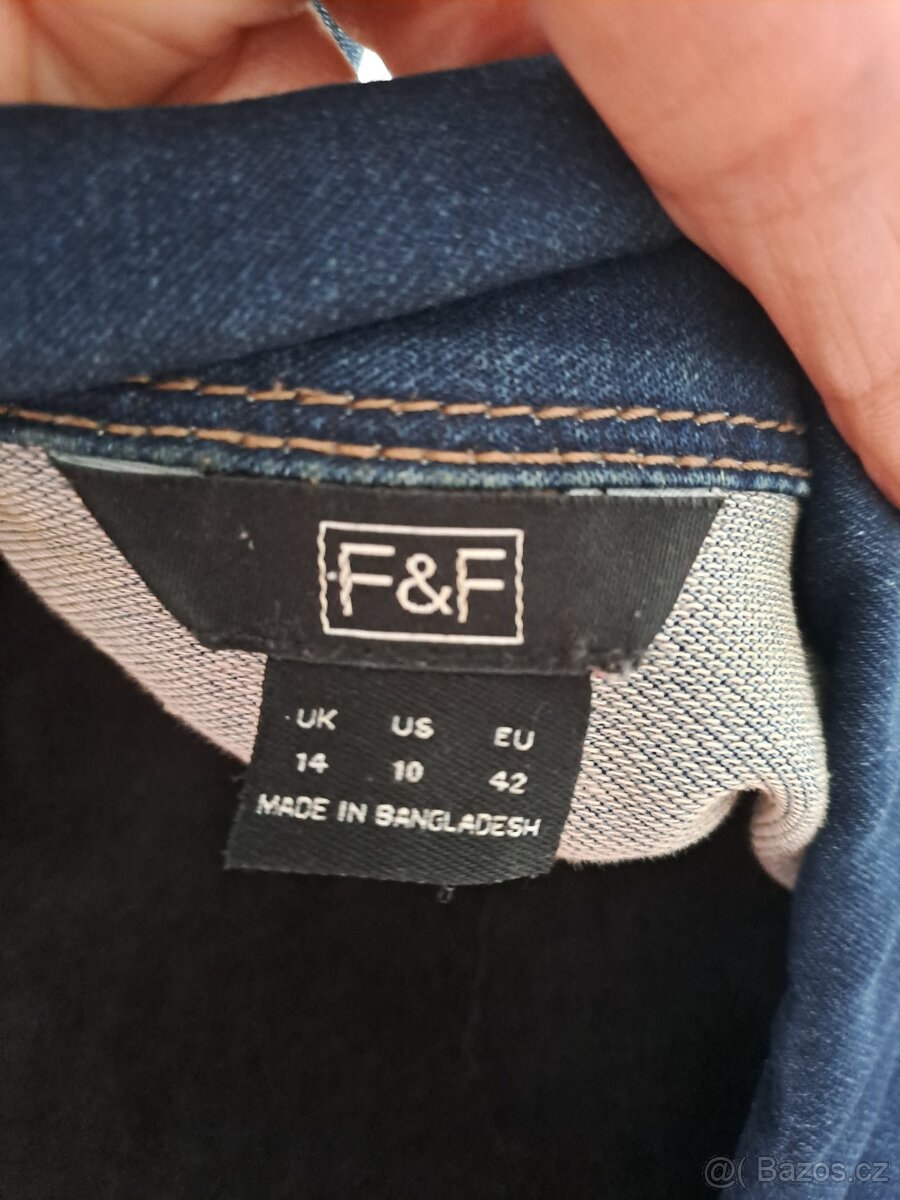 F&F
UK US EU
14 10 42
MADE IN BANGLADESH
@( Bazos.cz